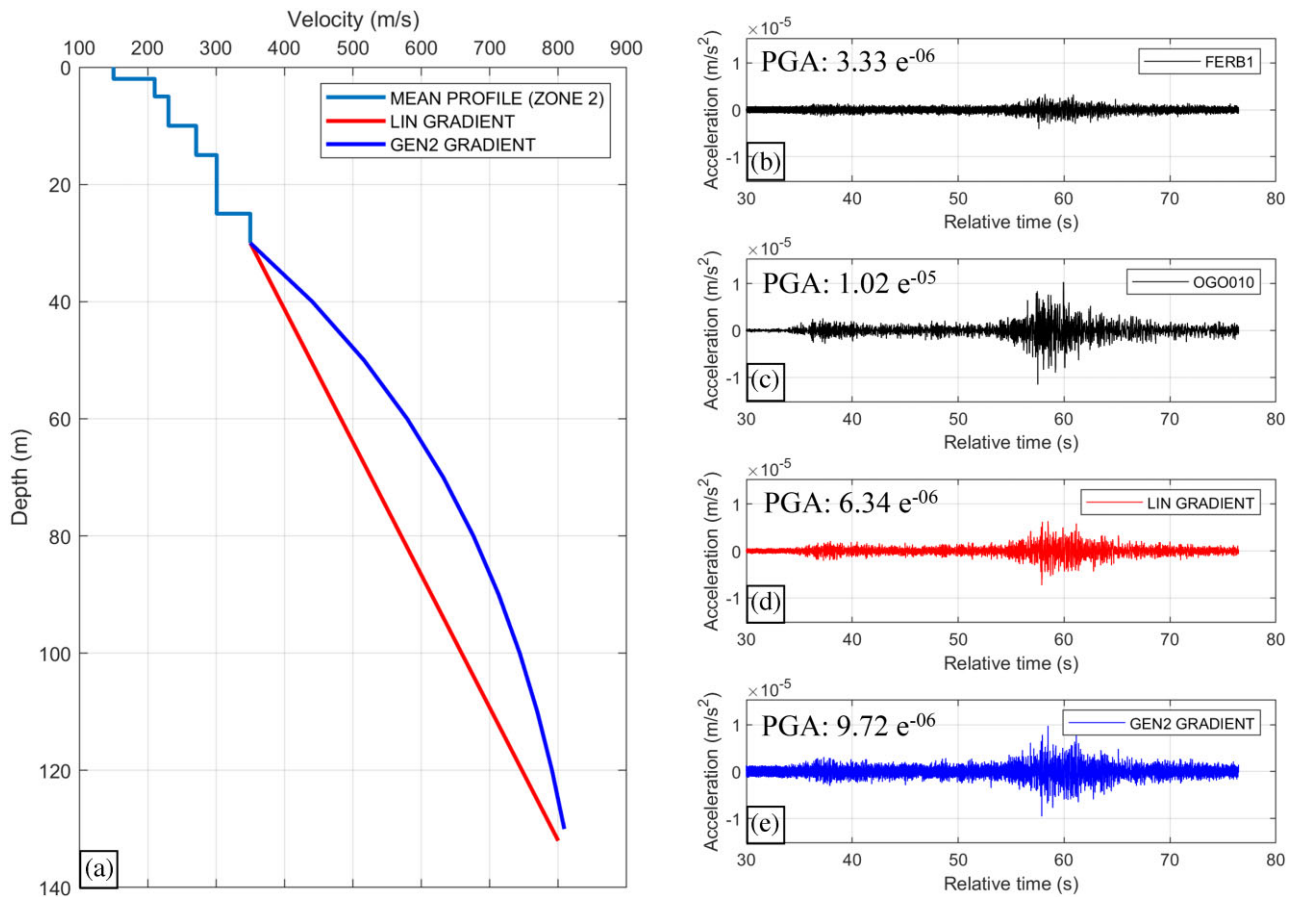 Velocity (m/s)
100 200 300 400 500 600 700 800 900
0
20
40
60
80
100
120
140
Depth (m)
MEAN PROFILE (ZONE 2)
LIN GRADIENT
GEN2 GRADIENT
(a)
×10⁻⁵
PGA: 3.33 e⁻⁰⁶
FERB1
Acceleration (m/s²)
1
0
-1
(b)
30 40 50 60 70 80
Relative time (s)
×10⁻⁵
PGA: 1.02 e⁻⁰⁵
OGO010
Acceleration (m/s²)
1
0
-1
(c)
30 40 50 60 70 80
Relative time (s)
×10⁻⁵
PGA: 6.34 e⁻⁰⁶
LIN GRADIENT
Acceleration (m/s²)
1
0
-1
(d)
30 40 50 60 70 80
Relative time (s)
×10⁻⁵
PGA: 9.72 e⁻⁰⁶
GEN2 GRADIENT
Acceleration (m/s²)
1
0
-1
(e)
30 40 50 60 70 80
Relative time (s)